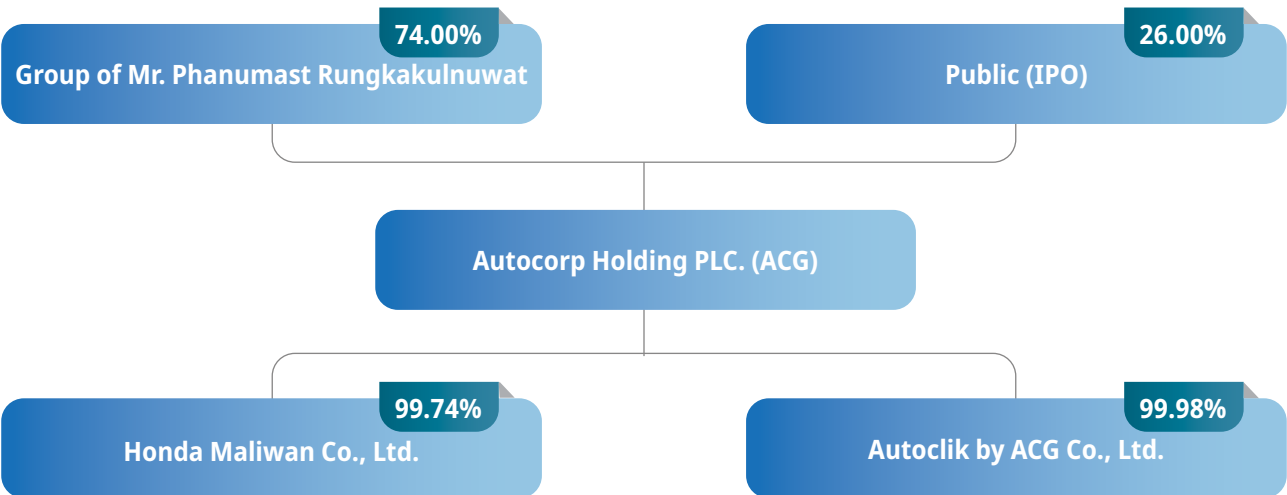 74.00%
Group of Mr. Phanumast Rungkakulnuwat
26.00%
Public (IPO)
Autocorp Holding PLC. (ACG)
99.74%
Honda Maliwan Co., Ltd.
99.98%
Autoclik by ACG Co., Ltd.